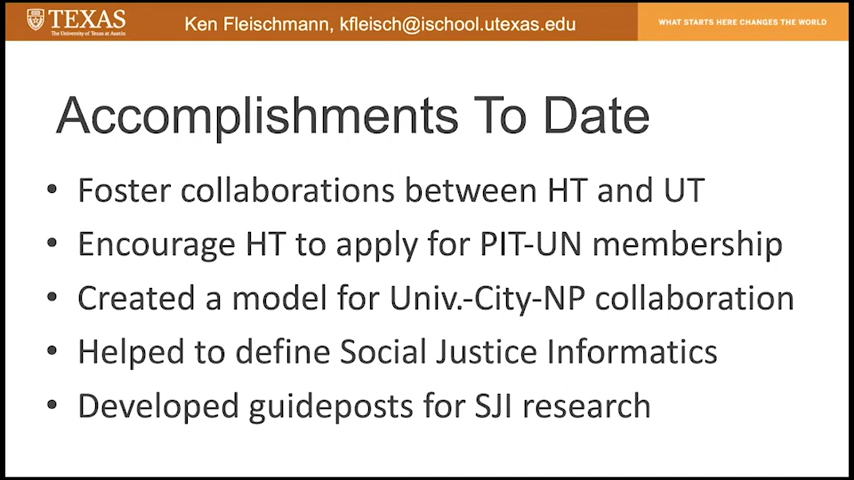 TEXAS
The University of Texas at Austin
Ken Fleischmann, kfleisch@ischool.utexas.edu
WHAT STARTS HERE CHANGES THE WORLD
Accomplishments To Date
• Foster collaborations between HT and UT
• Encourage HT to apply for PIT-UN membership
• Created a model for Univ.-City-NP collaboration
• Helped to define Social Justice Informatics
• Developed guideposts for SJI research